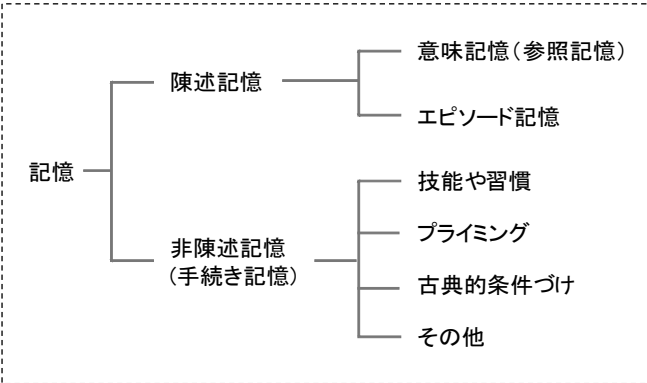 記憶
陳述記憶
意味記憶（参照記憶）
エピソード記憶
非陳述記憶
（手続き記憶）
技能や習慣
プライミング
古典的条件づけ
その他